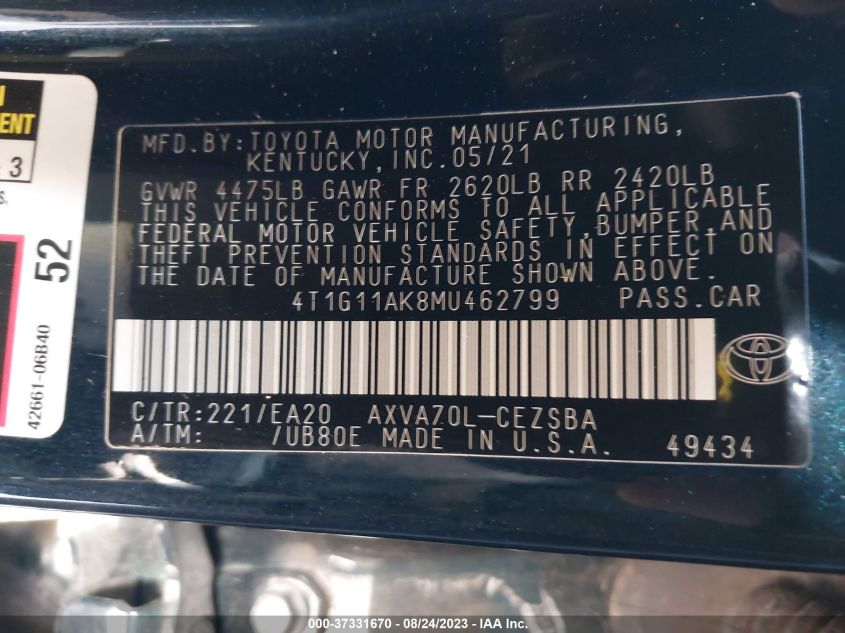 MFD.BY:TOYOTA MOTOR MANUFACTURING,
KENTUCKY,INC.05/21
GVWR 4475LB GAWR FR 2620LB RR 2420LB
THIS VEHICLE CONFORMS TO ALL APPLICABLE
FEDERAL MOTOR VEHICLE SAFETY,BUMPER,AND
THEFT PREVENTION STANDARDS IN EFFECT ON
THE DATE OF MANUFACTURE SHOWN ABOVE.
4T1G11AK8MU462799 PASS.CAR
C/TR:221/EA20 AXVA70L-CEZSBA
A/TM: /UB80E MADE IN U.S.A. 49434
3
52
42661-06B40
000-37331670 - 08/24/2023 - IAA Inc.